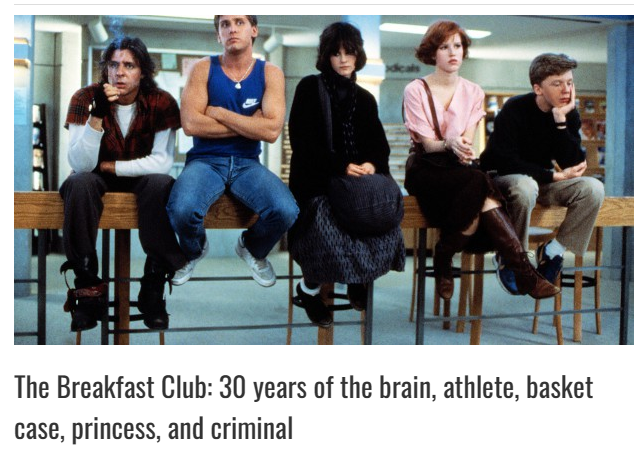 The Breakfast Club: 30 years of the brain, athlete, basket
case, princess, and criminal